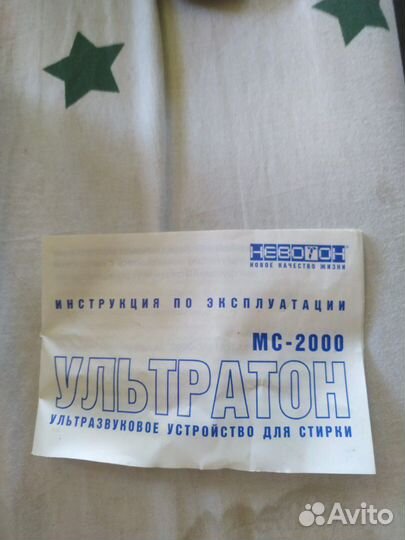 НЕВОТОН®
НОВОЕ КАЧЕСТВО ЖИЗНИ
ИНСТРУКЦИЯ ПО ЭКСПЛУАТАЦИИ
МС-2000
УЛЬТРАТОН
УЛЬТРАЗВУКОВОЕ УСТРОЙСТВО ДЛЯ СТИРКИ
Avito